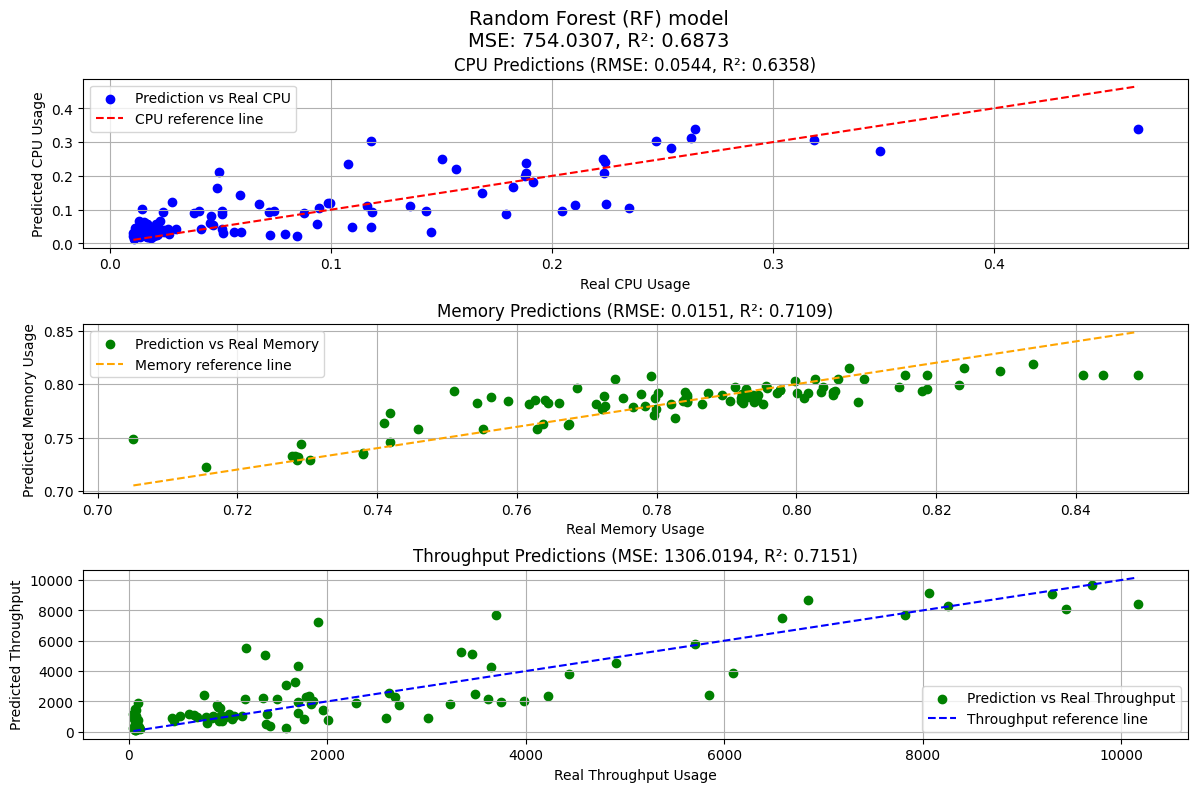 Random Forest (RF) model
MSE: 754.0307, R²: 0.6873
CPU Predictions (RMSE: 0.0544, R²: 0.6358)
Predicted CPU Usage
0.4
0.3
0.2
0.1
0.0
Prediction vs Real CPU
CPU reference line
0.0 0.1 0.2 0.3 0.4
Real CPU Usage
Memory Predictions (RMSE: 0.0151, R²: 0.7109)
Predicted Memory Usage
0.85
0.80
0.75
0.70
Prediction vs Real Memory
Memory reference line
0.70 0.72 0.74 0.76 0.78 0.80 0.82 0.84
Real Memory Usage
Throughput Predictions (MSE: 1306.0194, R²: 0.7151)
Predicted Throughput
10000
8000
6000
4000
2000
0
Prediction vs Real Throughput
Throughput reference line
0 2000 4000 6000 8000 10000
Real Throughput Usage